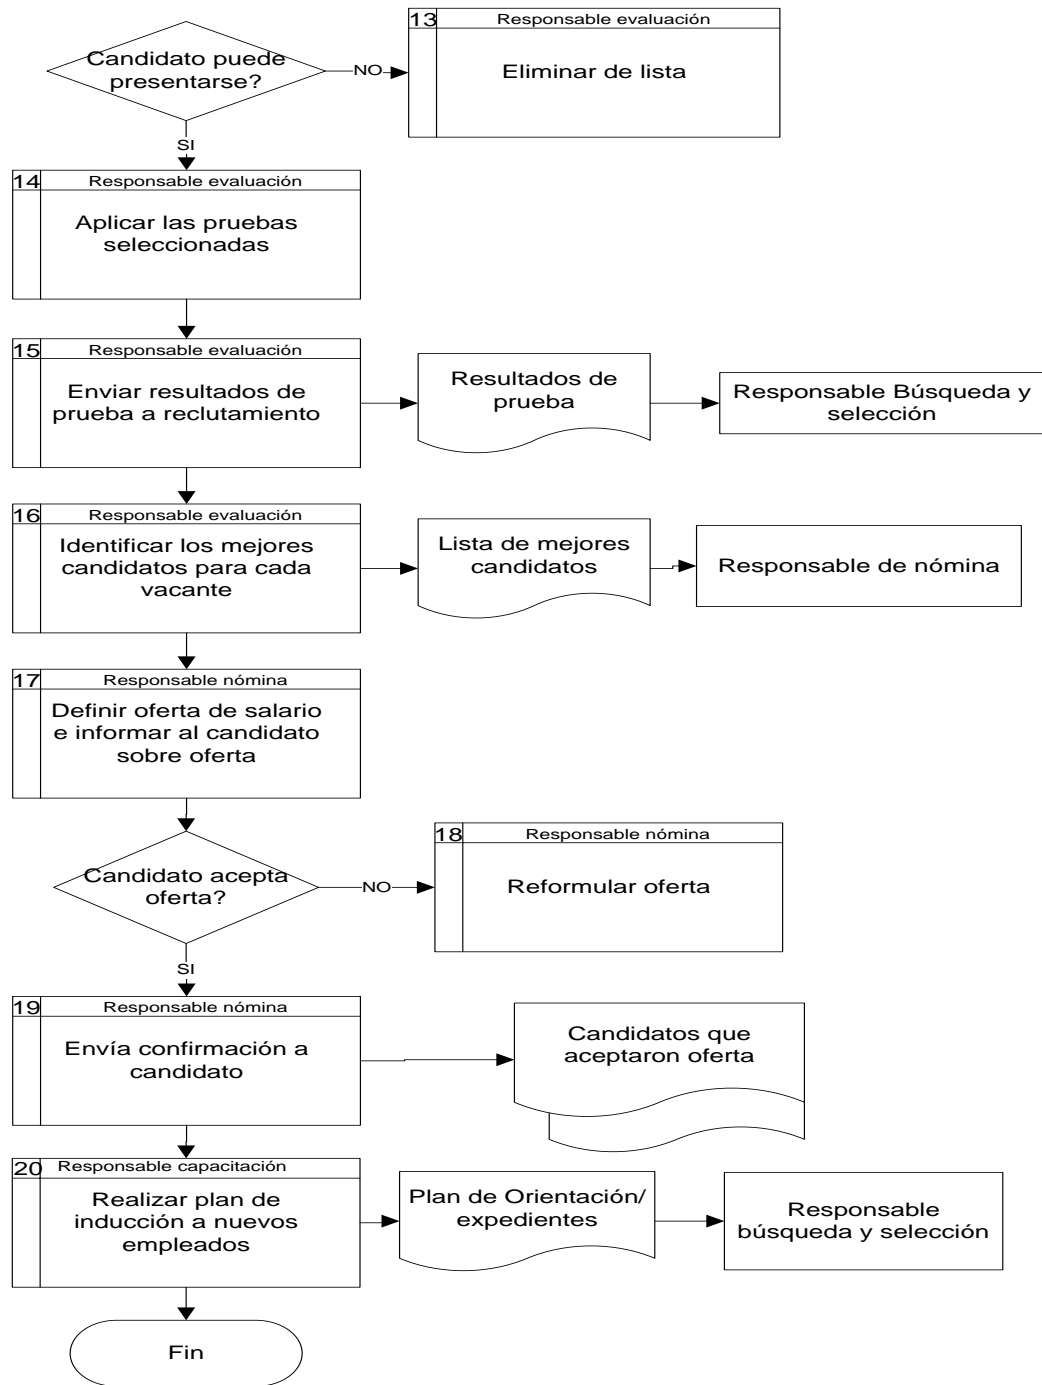 Candidato puede
presentarse?
NO
13
Responsable evaluación
Eliminar de lista
SI
14
Responsable evaluación
Aplicar las pruebas
seleccionadas
15
Responsable evaluación
Enviar resultados de
prueba a reclutamiento
Resultados de
prueba
Responsable Búsqueda y
selección
16
Responsable evaluación
Identificar los mejores
candidatos para cada
vacante
Lista de mejores
candidatos
Responsable de nómina
17
Responsable nómina
Definir oferta de salario
e informar al candidato
sobre oferta
Candidato acepta
oferta?
NO
18
Responsable nómina
Reformular oferta
SI
19
Responsable nómina
Envía confirmación a
candidato
Candidatos que
aceptaron oferta
20
Responsable capacitación
Realizar plan de
inducción a nuevos
empleados
Plan de Orientación/
expedientes
Responsable
búsqueda y selección
Fin